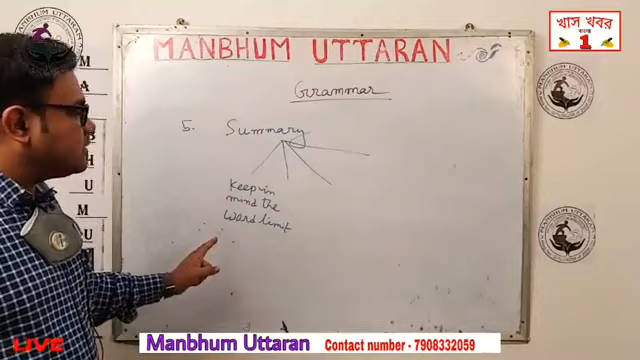 খাস খবর
বাংলা
1
MANBHUM UTTARAN
Grammar
5. Summary
Keep in
mind the
word limit
LIVE
Manbhum Uttaran Contact number - 7908332059